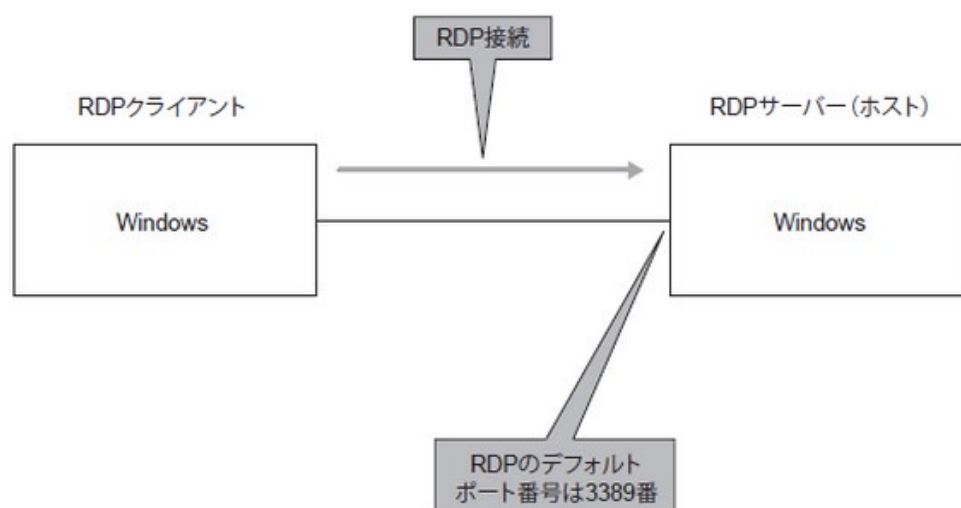 RDP接続
RDPクライアント
RDPサーバー（ホスト）
Windows
Windows
RDPのデフォルト
ポート番号は3389番